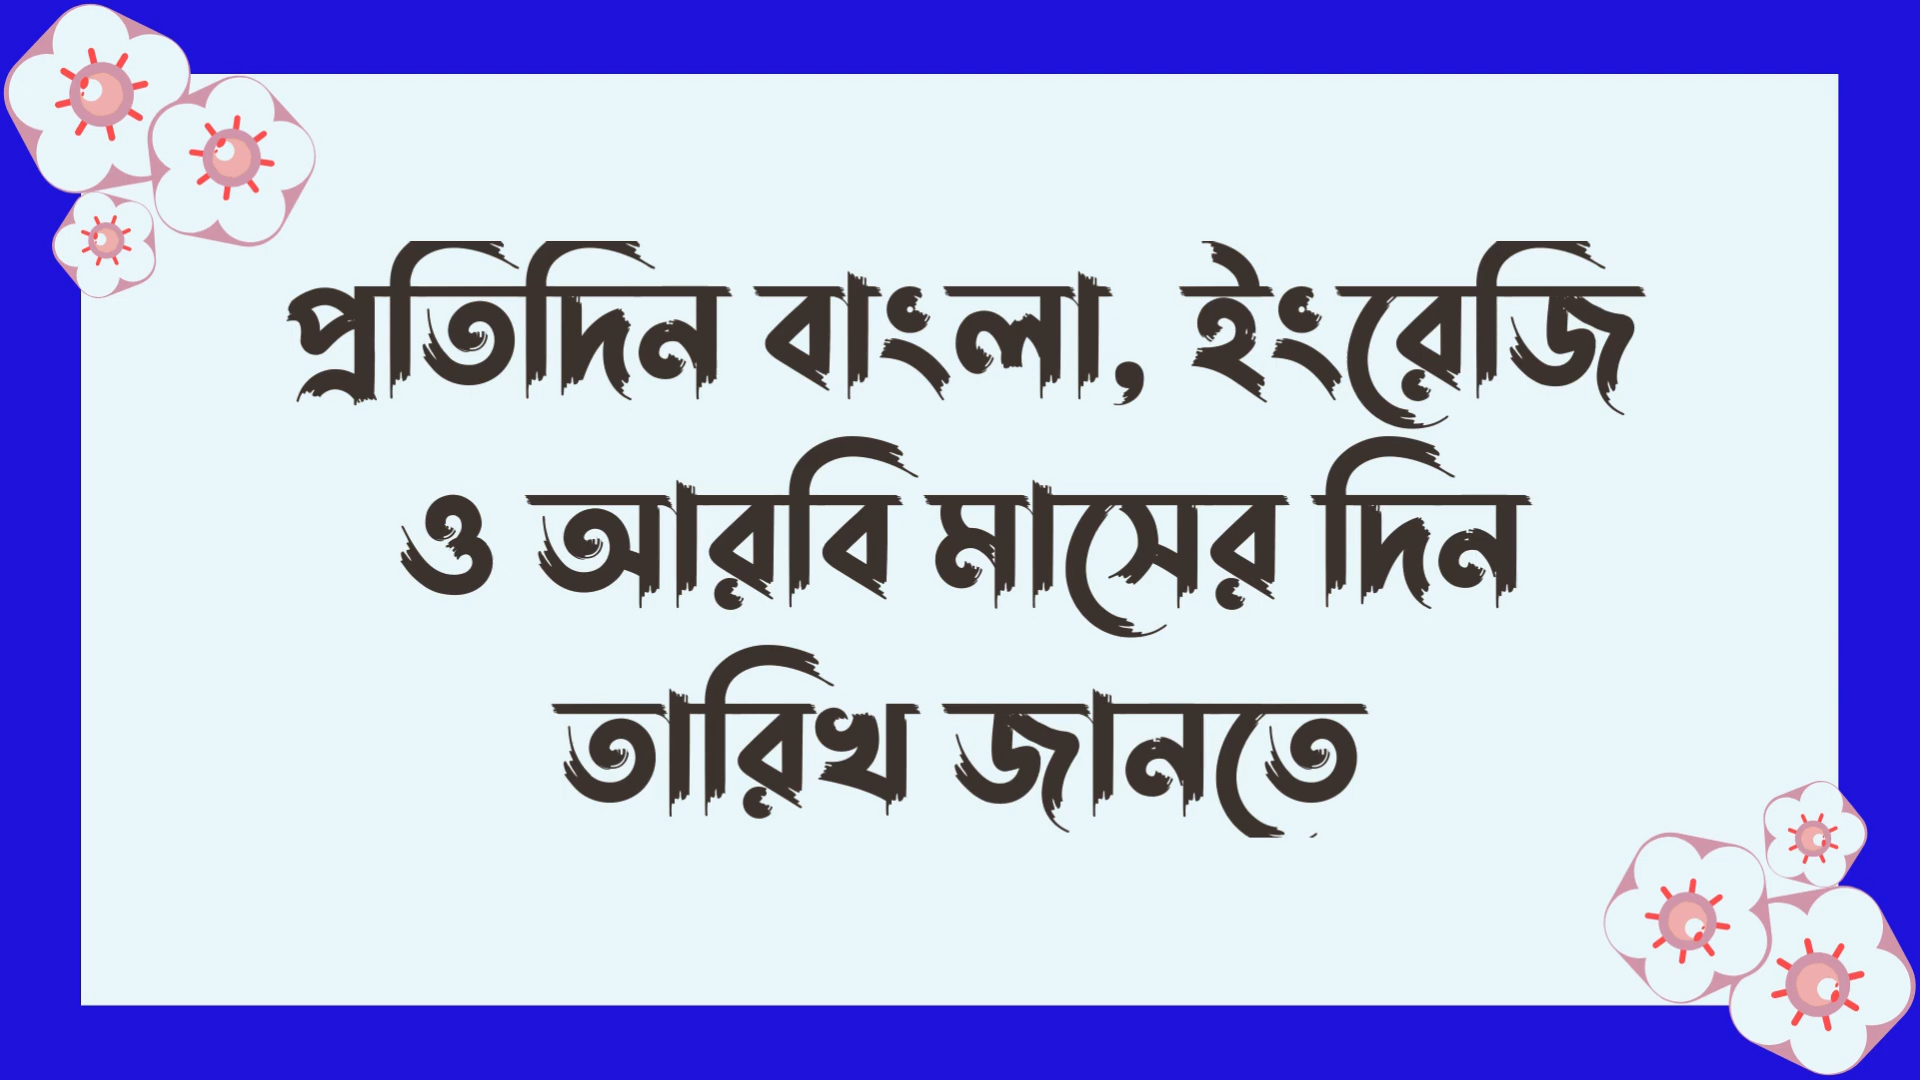 প্রতিদিন বাংলা, ইংরেজি
ও আরবি মাসের দিন
তারিখ জানতে